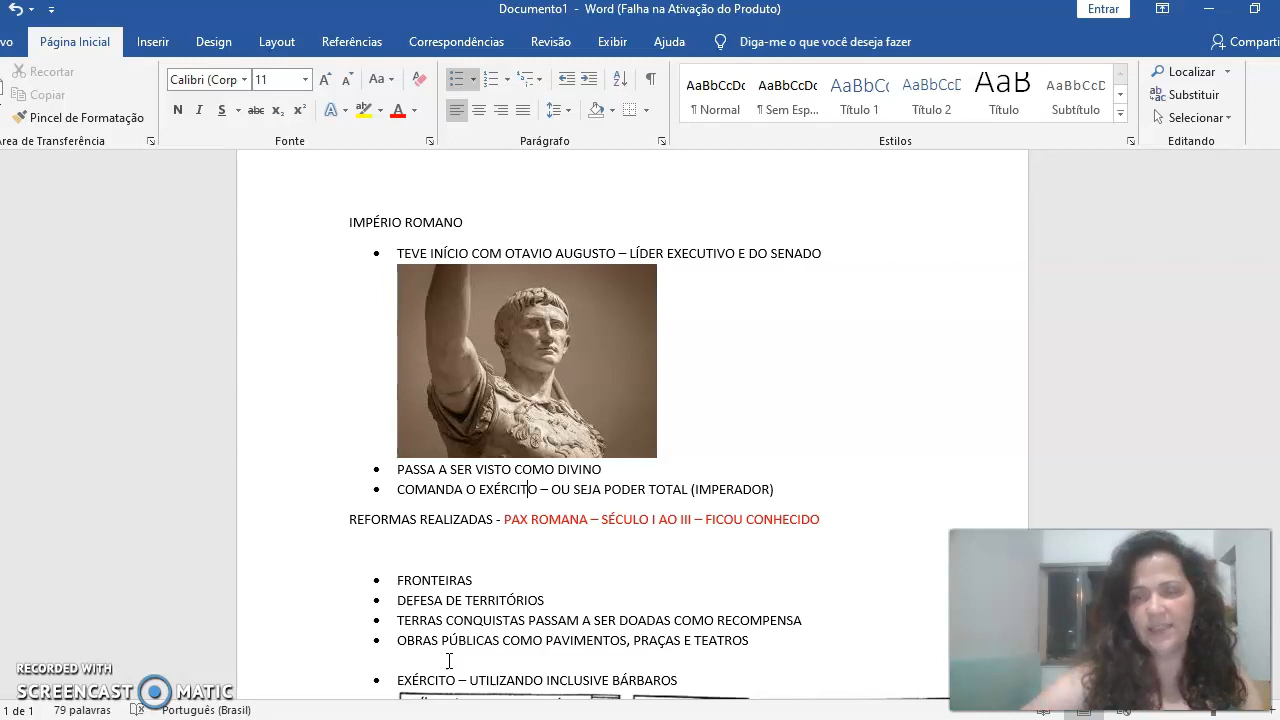 Documento1 - Word (Falha na Ativação do Produto)
Entrar
Página Inicial Inserir Design Layout Referências Correspondências Revisão Exibir Ajuda Diga-me o que você deseja fazer
Recortar
Copiar
Pincel de Formatação
Calibri (Corp 11
AaBbCcDc AaBbCcDc AaBbCc AaBbCcD AaB AaBbCcD
¶ Normal ¶ Sem Esp... Título 1 Título 2 Título Subtítulo
Localizar
Substituir
Selecionar
Fonte Parágrafo Estilos Editando
IMPÉRIO ROMANO
• TEVE INÍCIO COM OTAVIO AUGUSTO – LÍDER EXECUTIVO E DO SENADO
• PASSA A SER VISTO COMO DIVINO
• COMANDA O EXÉRCITO – OU SEJA PODER TOTAL (IMPERADOR)
REFORMAS REALIZADAS - PAX ROMANA – SÉCULO I AO III – FICOU CONHECIDO
• FRONTEIRAS
• DEFESA DE TERRITÓRIOS
• TERRAS CONQUISTAS PASSAM A SER DOADAS COMO RECOMPENSA
• OBRAS PÚBLICAS COMO PAVIMENTOS, PRAÇAS E TEATROS
• EXÉRCITO – UTILIZANDO INCLUSIVE BÁRBAROS
RECORDED WITH
SCREENCAST MATIC
1 de 1 79 palavras Português (Brasil)